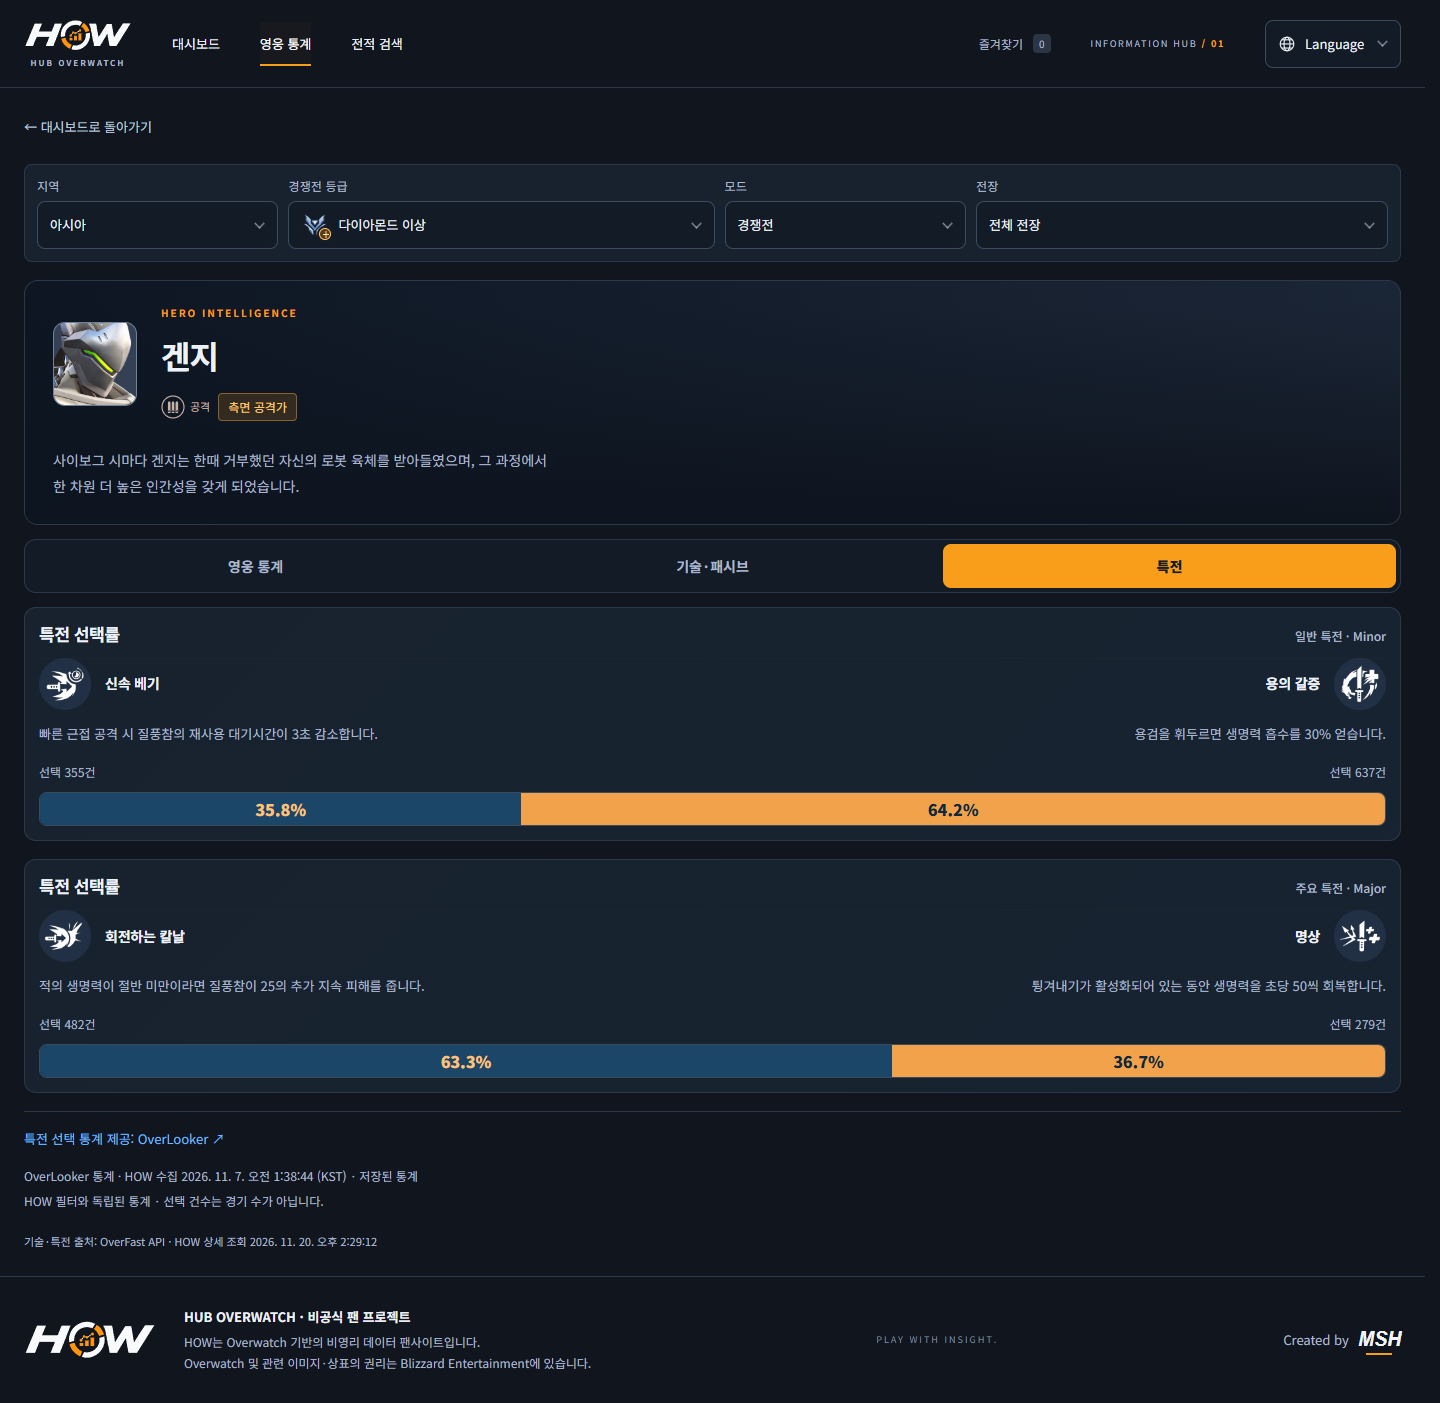 HOW
HUB OVERWATCH
대시보드
영웅 통계
전적 검색
즐겨찾기 0
INFORMATION HUB / 01
Language
← 대시보드로 돌아가기
지역
경쟁전 등급
모드
전장
아시아
다이아몬드 이상
경쟁전
전체 전장
HERO INTELLIGENCE
겐지
공격
측면 공격가
사이보그 시마다 겐지는 한때 거부했던 자신의 로봇 육체를 받아들였으며, 그 과정에서
한 차원 더 높은 인간성을 갖게 되었습니다.
영웅 통계
기술·패시브
특전
특전 선택률
일반 특전 · Minor
신속 베기
용의 갈증
빠른 근접 공격 시 질풍참의 재사용 대기시간이 3초 감소합니다.
용검을 휘두르면 생명력 흡수를 30% 얻습니다.
선택 355건
선택 637건
35.8%
64.2%
특전 선택률
주요 특전 · Major
회전하는 칼날
명상
적의 생명력이 절반 미만이라면 질풍참이 25의 추가 지속 피해를 줍니다.
튕겨내기가 활성화되어 있는 동안 생명력을 초당 50씩 회복합니다.
선택 482건
선택 279건
63.3%
36.7%
특전 선택 통계 제공: OverLooker ↗
OverLooker 통계 · HOW 수집 2026. 11. 7. 오전 1:38:44 (KST) · 저장된 통계
HOW 필터와 독립된 통계 · 선택 건수는 경기 수가 아닙니다.
기술·특전 출처: OverFast API · HOW 상세 조회 2026. 11. 20. 오후 2:29:12
HOW
HUB OVERWATCH · 비공식 팬 프로젝트
HOW는 Overwatch 기반의 비영리 데이터 팬사이트입니다.
Overwatch 및 관련 이미지·상표의 권리는 Blizzard Entertainment에 있습니다.
PLAY WITH INSIGHT.
Created by MSH